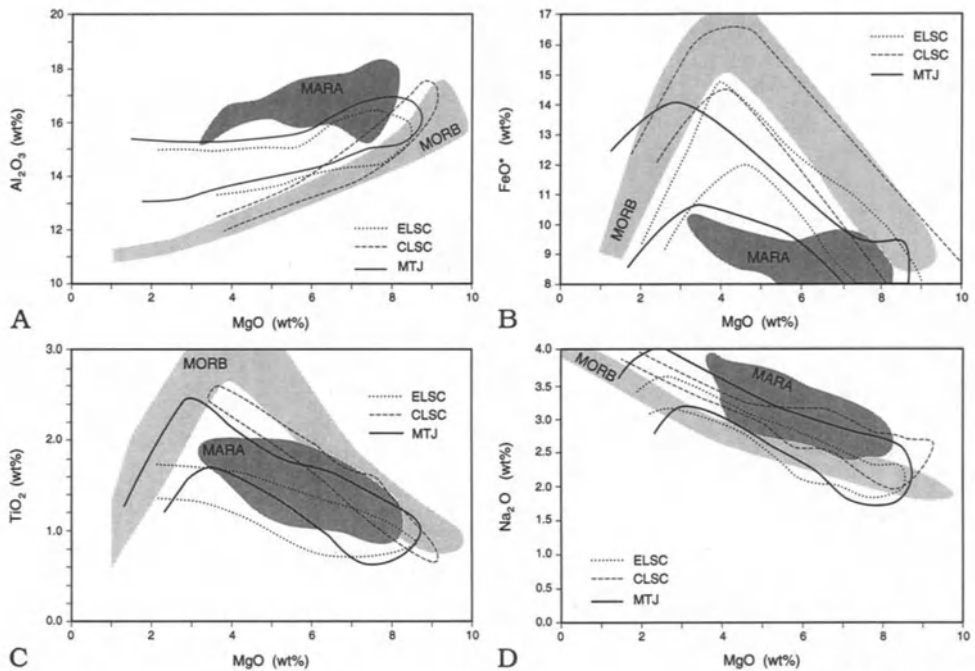 20
18
16
14
12
10
Al₂O₃ (wt%)
MARA
MORB
ELSC
CLSC
MTJ
0 2 4 6 8 10
MgO (wt%)
A
17
16
15
14
13
12
11
10
9
8
FeO* (wt%)
MORB
MARA
ELSC
CLSC
MTJ
0 2 4 6 8 10
MgO (wt%)
B
3.0
2.0
1.0
0.0
TiO₂ (wt%)
MORB
MARA
ELSC
CLSC
MTJ
0 2 4 6 8 10
MgO (wt%)
C
4.0
3.5
3.0
2.5
2.0
1.5
1.0
0.5
0.0
Na₂O (wt%)
MORB
MARA
ELSC
CLSC
MTJ
0 2 4 6 8 10
MgO (wt%)
D